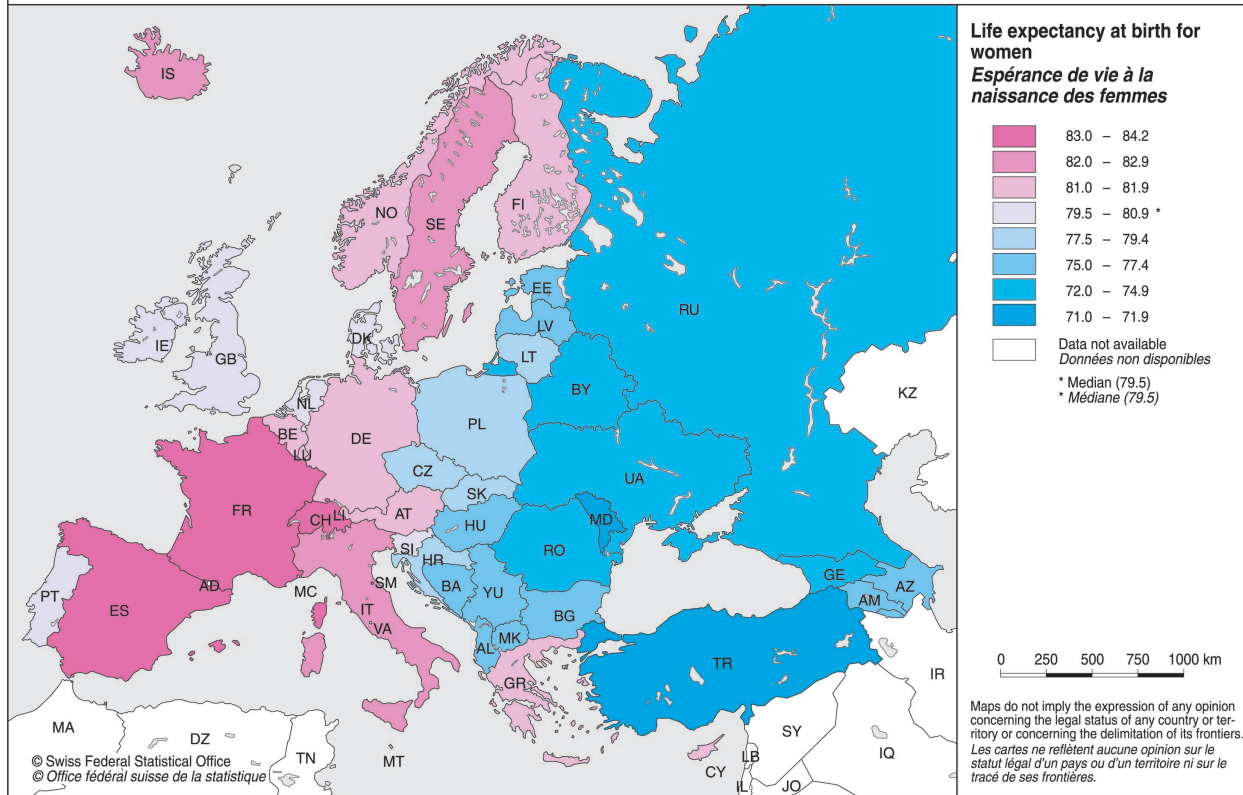 Life expectancy at birth for
women
Espérance de vie à la
naissance des femmes
83.0 – 84.2
82.0 – 82.9
81.0 – 81.9
79.5 – 80.9 *
77.5 – 79.4
75.0 – 77.4
72.0 – 74.9
71.0 – 71.9
Data not available
Données non disponibles
* Median (79.5)
* Médiane (79.5)
IS
NO
SE
FI
RU
EE
LV
LT
DK
IE
GB
NL
BE
LU
DE
PL
BY
KZ
CZ
SK
UA
FR
CH
LI
AT
HU
MD
RO
SI
HR
BA
YU
BG
GE
AZ
AM
PT
ES
AD
MC
SM
IT
VA
AL
MK
GR
TR
CY
MT
MA
DZ
TN
SY
LB
IL
JO
IQ
IR
0 250 500 750 1000 km
Maps do not imply the expression of any opinion
concerning the legal status of any country or ter-
ritory or concerning the delimitation of its frontiers.
Les cartes ne reflètent aucune opinion sur le
statut légal d'un pays ou d'un territoire ni sur le
tracé de ses frontières.
© Swiss Federal Statistical Office
© Office fédéral suisse de la statistique